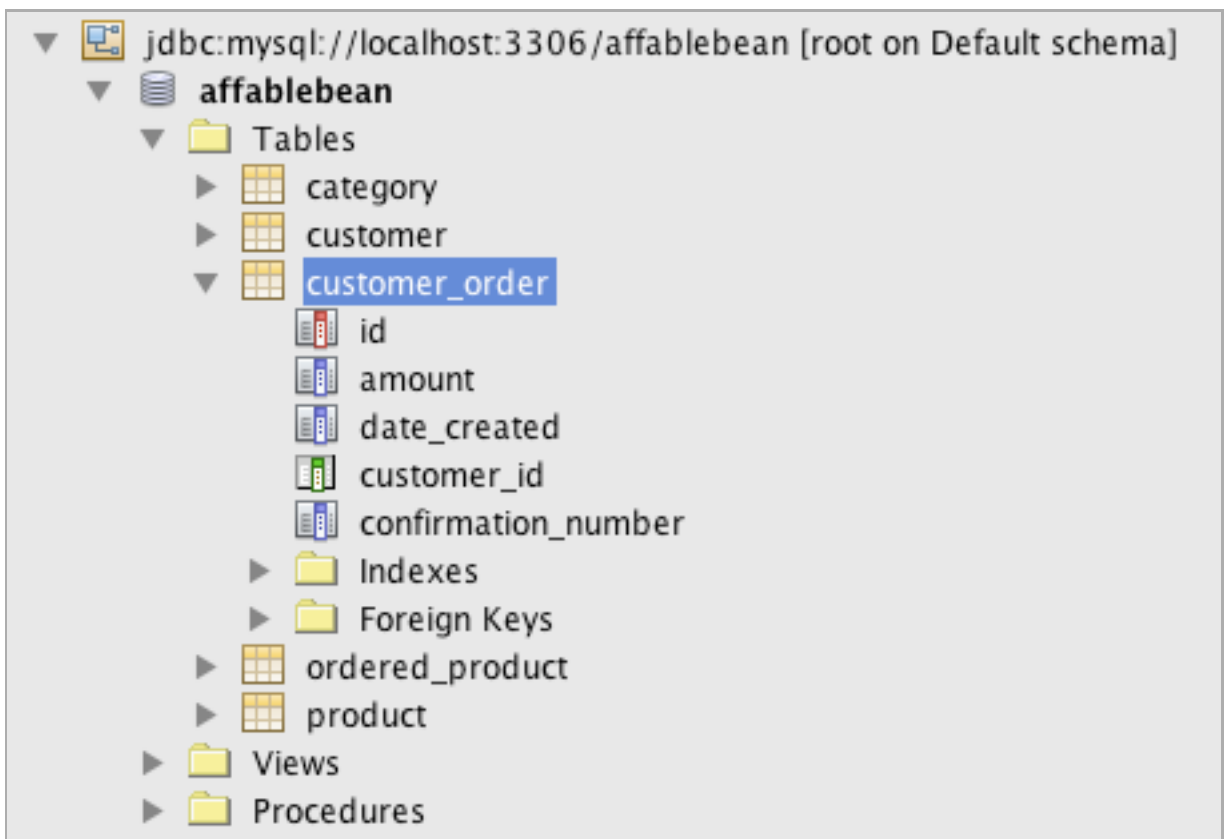 jdbc:mysql://localhost:3306/affablebean [root on Default schema]
affablebean
Tables
category
customer
customer_order
id
amount
date_created
customer_id
confirmation_number
Indexes
Foreign Keys
ordered_product
product
Views
Procedures